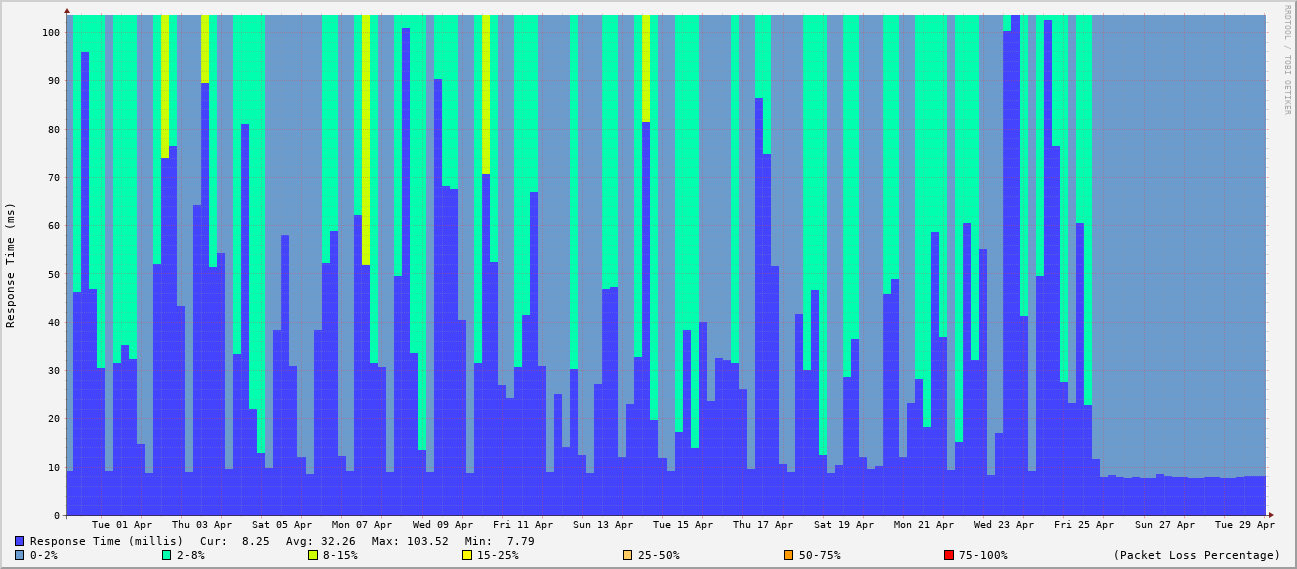 RRDTOOL / TOBI OETIKER
Response Time (ms)
100
90
80
70
60
50
40
30
20
10
0
Tue 01 Apr Thu 03 Apr Sat 05 Apr Mon 07 Apr Wed 09 Apr Fri 11 Apr Sun 13 Apr Tue 15 Apr Thu 17 Apr Sat 19 Apr Mon 21 Apr Wed 23 Apr Fri 25 Apr Sun 27 Apr Tue 29 Apr
Response Time (millis) Cur: 8.25 Avg: 32.26 Max: 103.52 Min: 7.79
0-2% 2-8% 8-15% 15-25% 25-50% 50-75% 75-100% (Packet Loss Percentage)